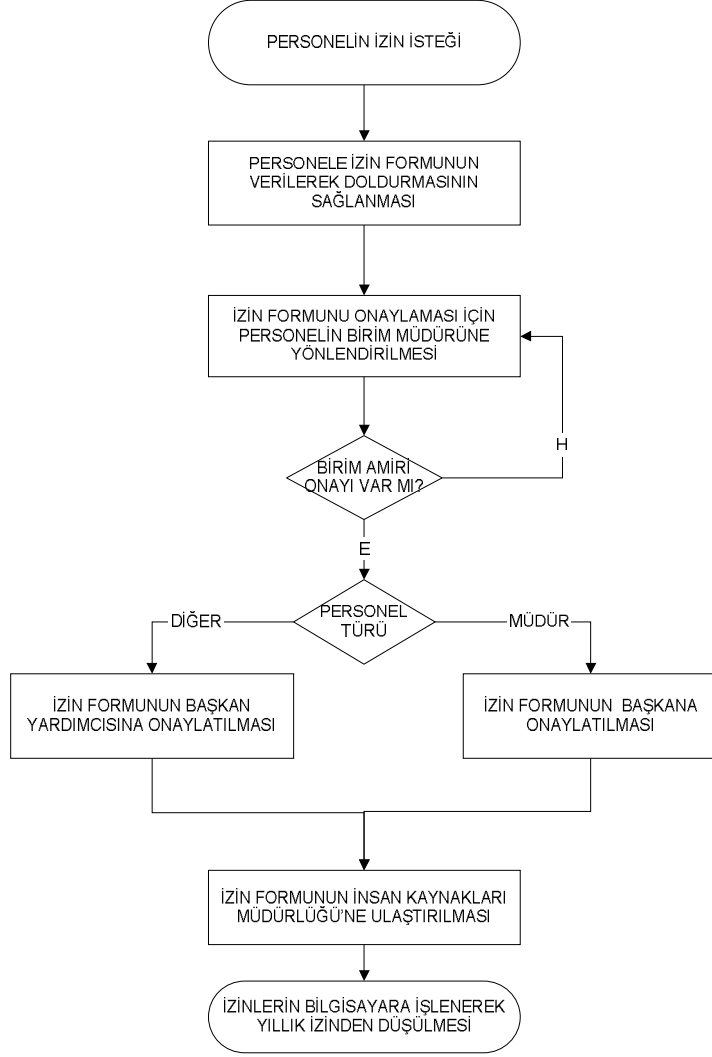 PERSONELİN İZİN İSTEĞİ
PERSONELE İZİN FORMUNUN
VERİLEREK DOLDURMASININ
SAĞLANMASI
İZİN FORMUNU ONAYLAMASI İÇİN
PERSONELİN BİRİM MÜDÜRÜNE
YÖNLENDİRİLMESİ
H
BİRİM AMİRİ
ONAYI VAR MI?
E
PERSONEL
TÜRÜ
DİĞER
MÜDÜR
İZİN FORMUNUN BAŞKAN
YARDIMCISINA ONAYLATILMASI
İZİN FORMUNUN BAŞKANA
ONAYLATILMASI
İZİN FORMUNUN İNSAN KAYNAKLARI
MÜDÜRLÜĞÜ'NE ULAŞTIRILMASI
İZİNLERİN BİLGİSAYARA İŞLENEREK
YILLIK İZİNDEN DÜŞÜLMESİ